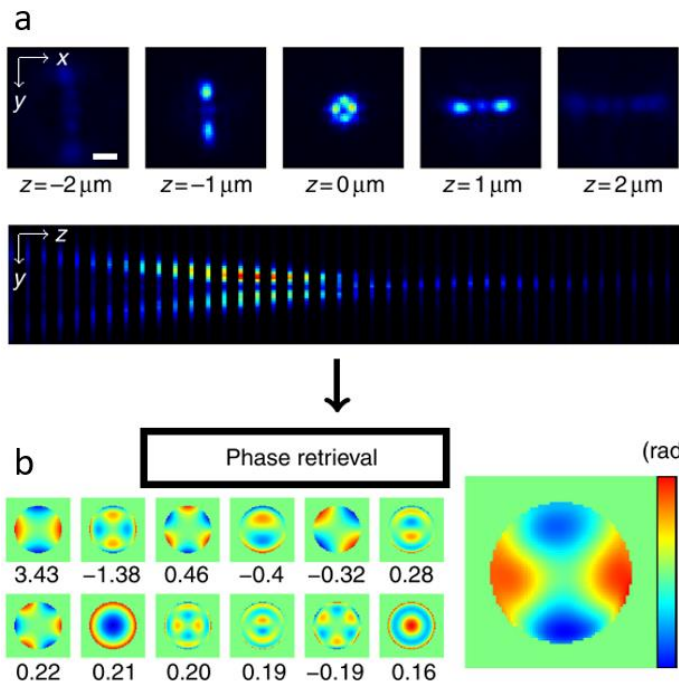 a
x
y
z=−2 μm z=−1 μm z=0 μm z=1 μm z=2 μm
z
y
Phase retrieval
b
(rad
3.43 −1.38 0.46 −0.4 −0.32 0.28
0.22 0.21 0.20 0.19 −0.19 0.16